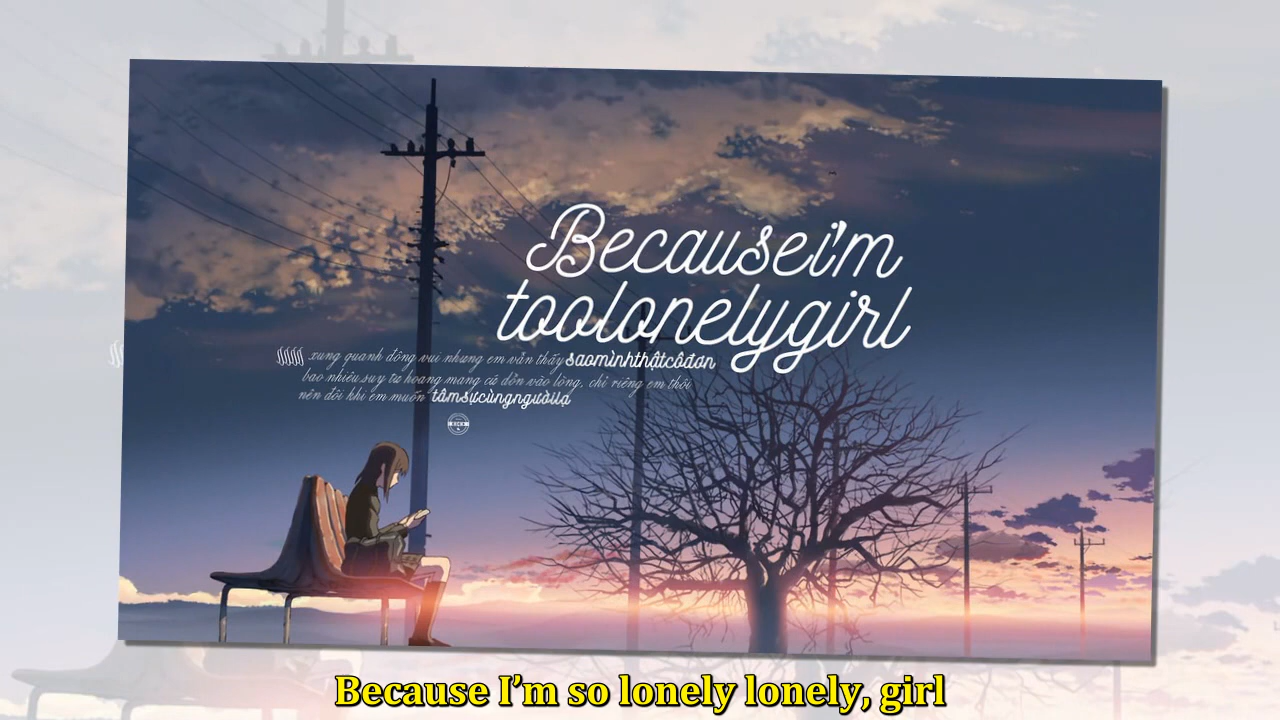 Becausei'm
toolonelygirl
xung quanh đông vui nhưng em vẫn thấy saomìnhthậtcôđơn
bao nhiêu suy tư hoang mang cứ dồn vào lòng, chỉ riêng em thôi
nên đôi khi em muốn tâmsựcùngngườilạ
Because I'm so lonely lonely, girl